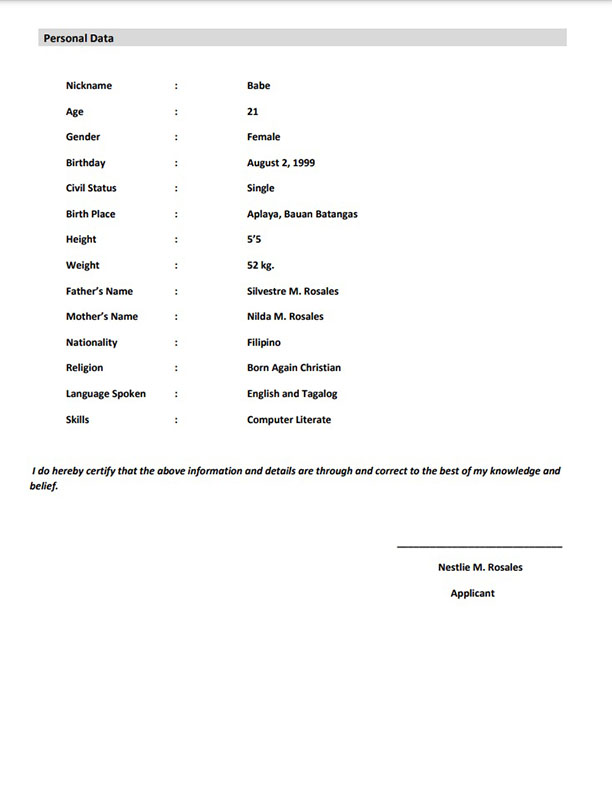 Personal Data
Nickname : Babe
Age : 21
Gender : Female
Birthday : August 2, 1999
Civil Status : Single
Birth Place : Aplaya, Bauan Batangas
Height : 5’5
Weight : 52 kg.
Father’s Name : Silvestre M. Rosales
Mother’s Name : Nilda M. Rosales
Nationality : Filipino
Religion : Born Again Christian
Language Spoken : English and Tagalog
Skills : Computer Literate
I do hereby certify that the above information and details are through and correct to the best of my knowledge and
belief.
Nestlie M. Rosales
Applicant